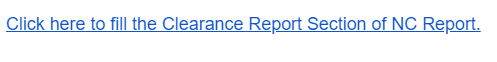 Click here to fill the Clearance Report Section of NC Report.